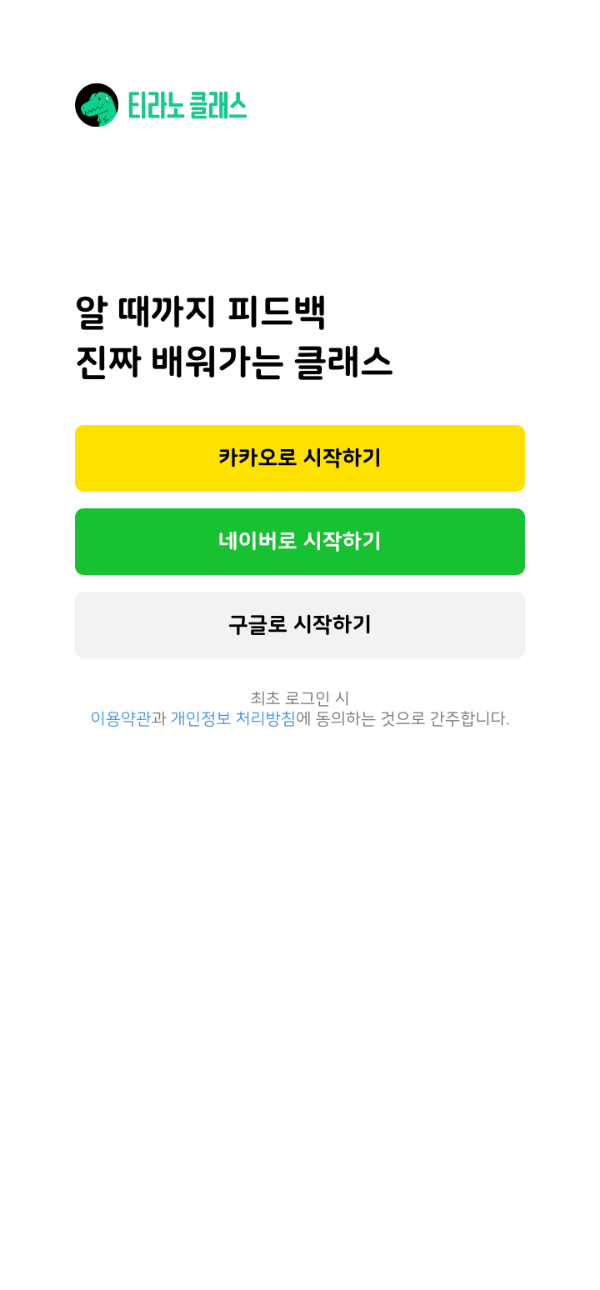 티라노 클래스
알 때까지 피드백
진짜 배워가는 클래스
카카오로 시작하기
네이버로 시작하기
구글로 시작하기
최초 로그인 시
이용약관과 개인정보 처리방침에 동의하는 것으로 간주합니다.